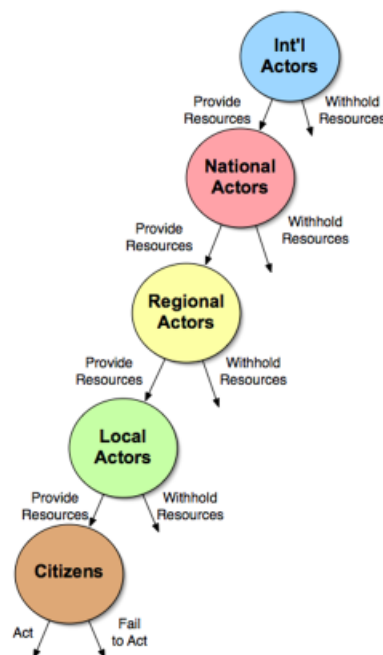 Int'l
Actors
Provide
Resources
Withhold
Resources
National
Actors
Provide
Resources
Withhold
Resources
Regional
Actors
Provide
Resources
Withhold
Resources
Local
Actors
Provide
Resources
Withhold
Resources
Citizens
Act
Fail
to Act